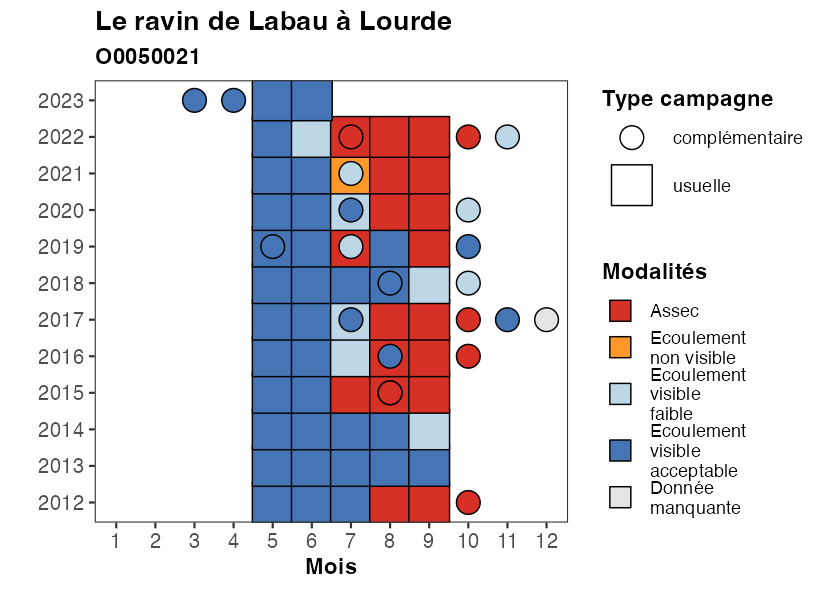 Le ravin de Labau à Lourde
O0050021
2023
2022
2021
2020
2019
2018
2017
2016
2015
2014
2013
2012
1 2 3 4 5 6 7 8 9 10 11 12
Mois
Type campagne
complémentaire
usuelle
Modalités
Assec
Ecoulement
non visible
Ecoulement
visible
faible
Ecoulement
visible
acceptable
Donnée
manquante